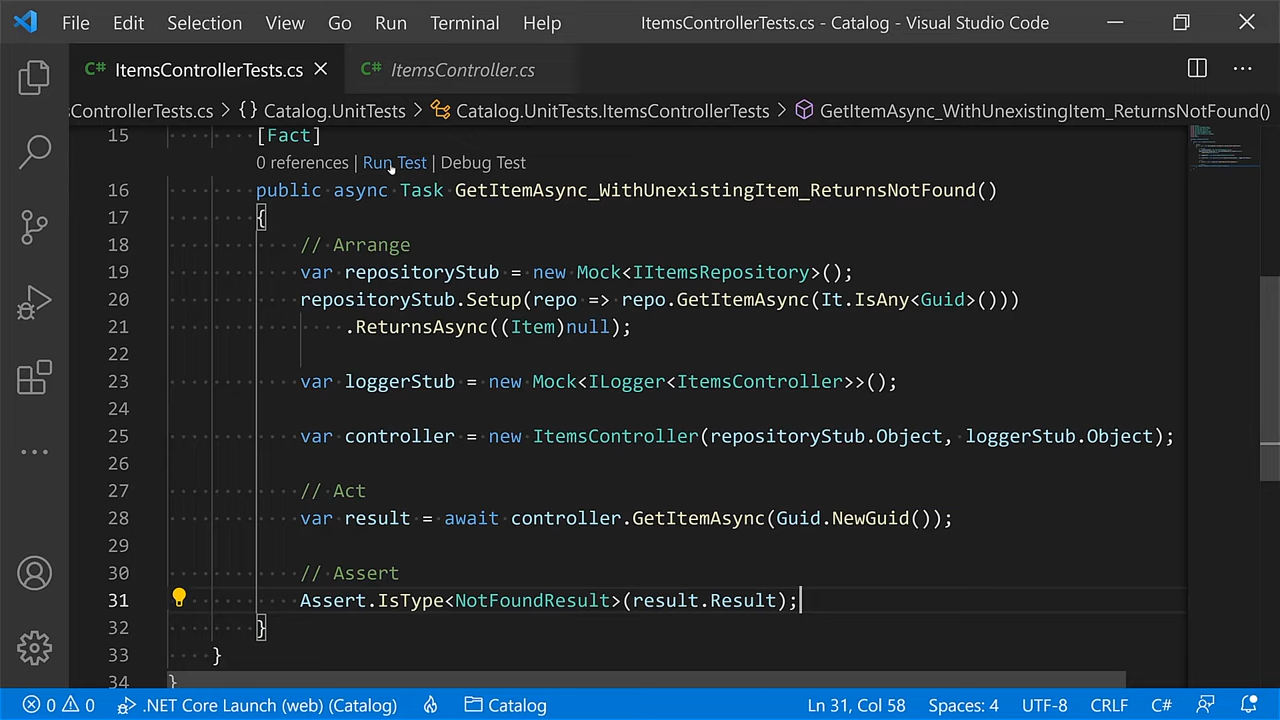 File Edit Selection View Go Run Terminal Help ItemsControllerTests.cs - Catalog - Visual Studio Code
C# ItemsControllerTests.cs C# ItemsController.cs
sControllerTests.cs > {} Catalog.UnitTests > Catalog.UnitTests.ItemsControllerTests > GetItemAsync_WithUnexistingItem_ReturnsNotFound()
15 [Fact]
0 references | Run Test | Debug Test
16 public async Task GetItemAsync_WithUnexistingItem_ReturnsNotFound()
17 {
18 // Arrange
19 var repositoryStub = new Mock<IItemsRepository>();
20 repositoryStub.Setup(repo => repo.GetItemAsync(It.IsAny<Guid>()))
21 .ReturnsAsync((Item)null);
22
23 var loggerStub = new Mock<ILogger<ItemsController>>();
24
25 var controller = new ItemsController(repositoryStub.Object, loggerStub.Object);
26
27 // Act
28 var result = await controller.GetItemAsync(Guid.NewGuid());
29
30 // Assert
31 Assert.IsType<NotFoundResult>(result.Result);
32 }
33 }
34 }
0 0 .NET Core Launch (web) (Catalog) Catalog Ln 31, Col 58 Spaces: 4 UTF-8 CRLF C#